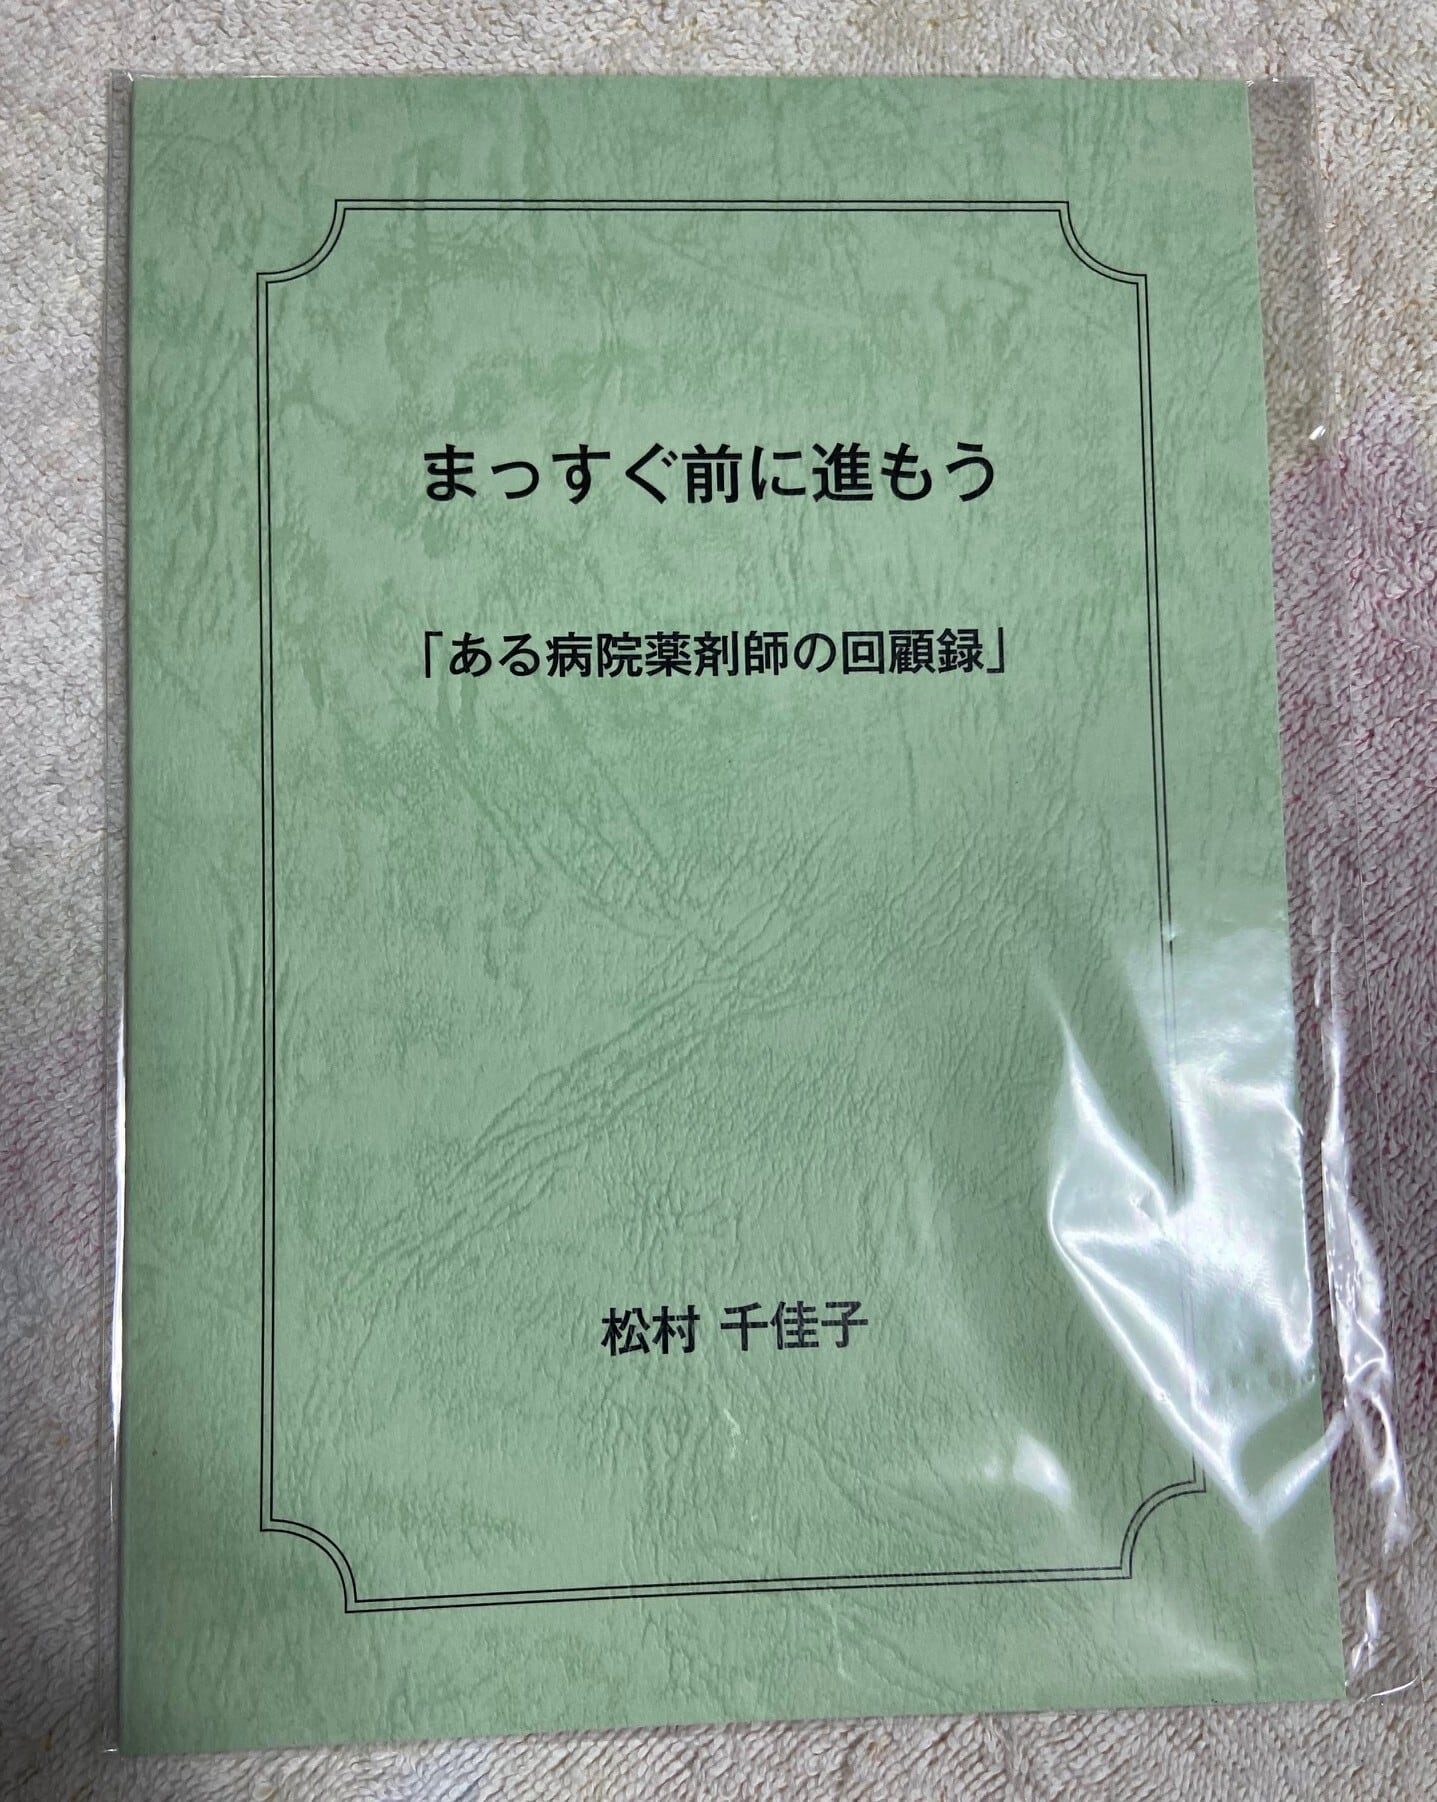 まっすぐ前に進もう
「ある病院薬剤師の回顧録」
松村 千佳子